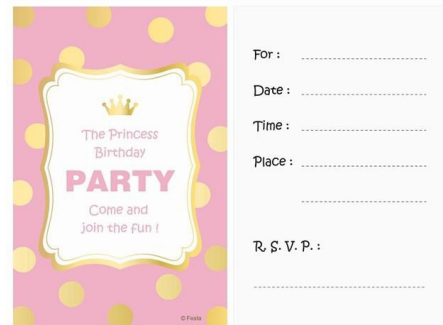 The Princess
Birthday
PARTY
Come and
join the fun !
© Festa
For :
Date :
Time :
Place :
R. S. V. P. :